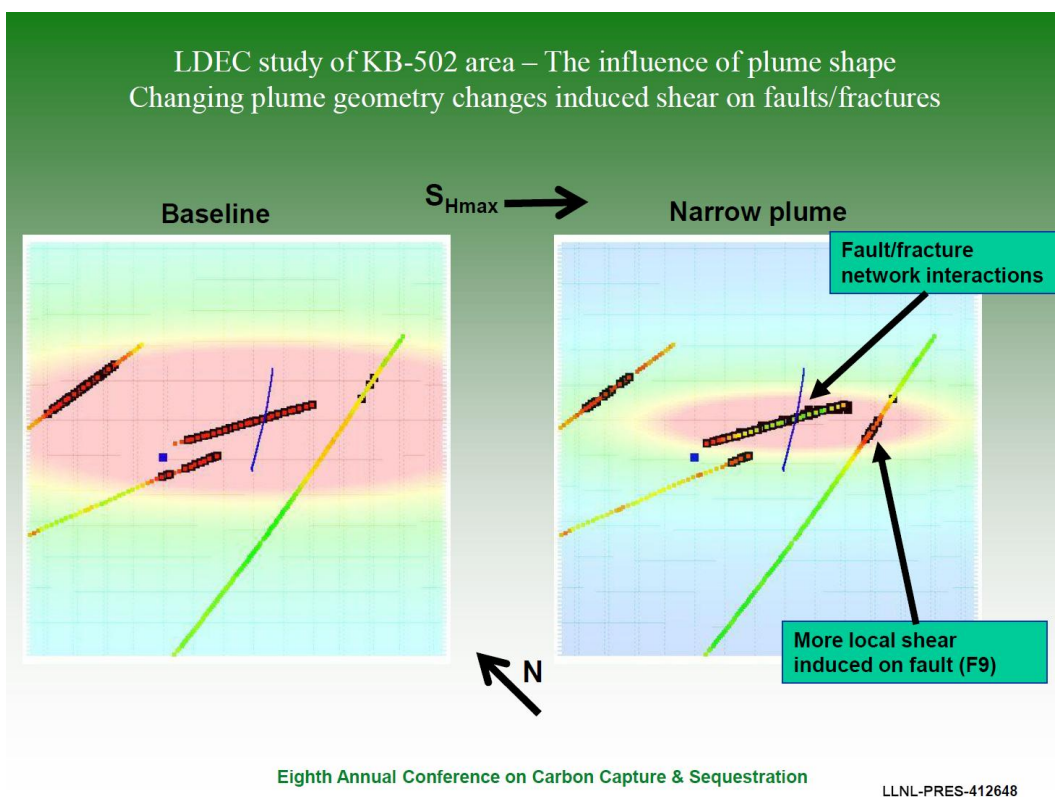 LDEC study of KB-502 area – The influence of plume shape
Changing plume geometry changes induced shear on faults/fractures
SHmax
Baseline
Narrow plume
Fault/fracture
network interactions
More local shear
induced on fault (F9)
N
Eighth Annual Conference on Carbon Capture & Sequestration
LLNL-PRES-412648